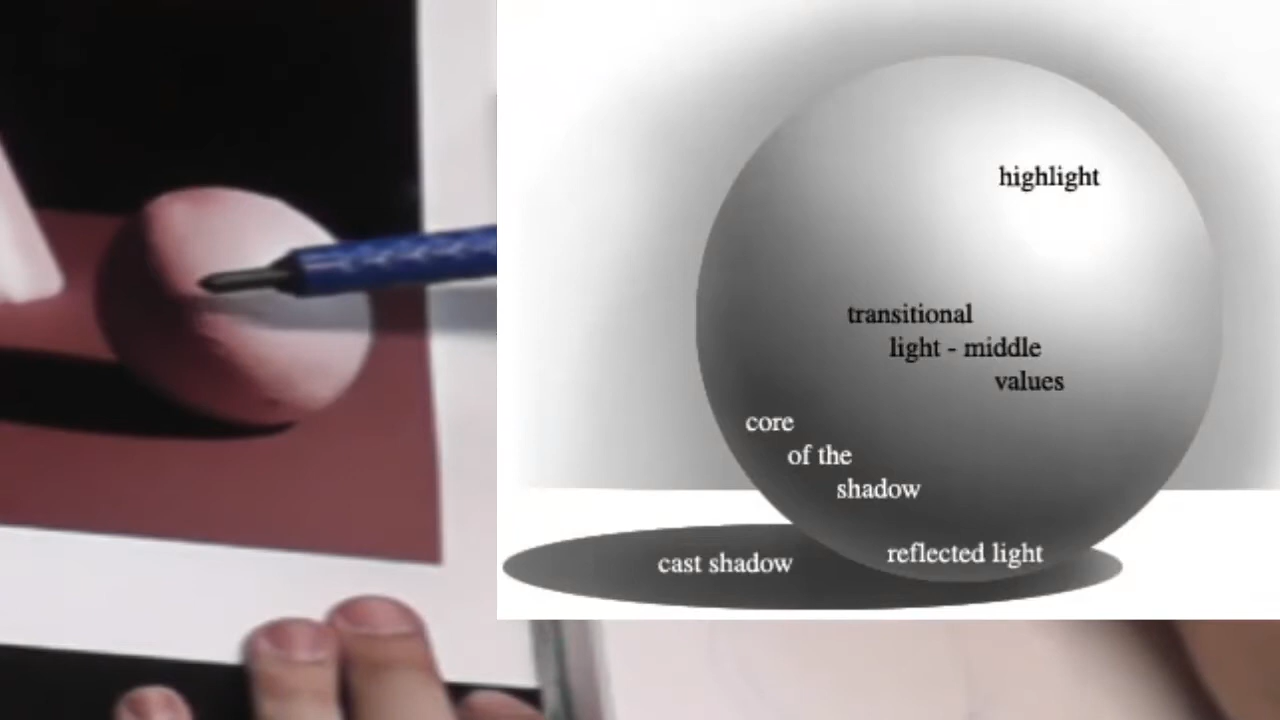 highlight
transitional
light - middle
values
core
of the
shadow
cast shadow
reflected light